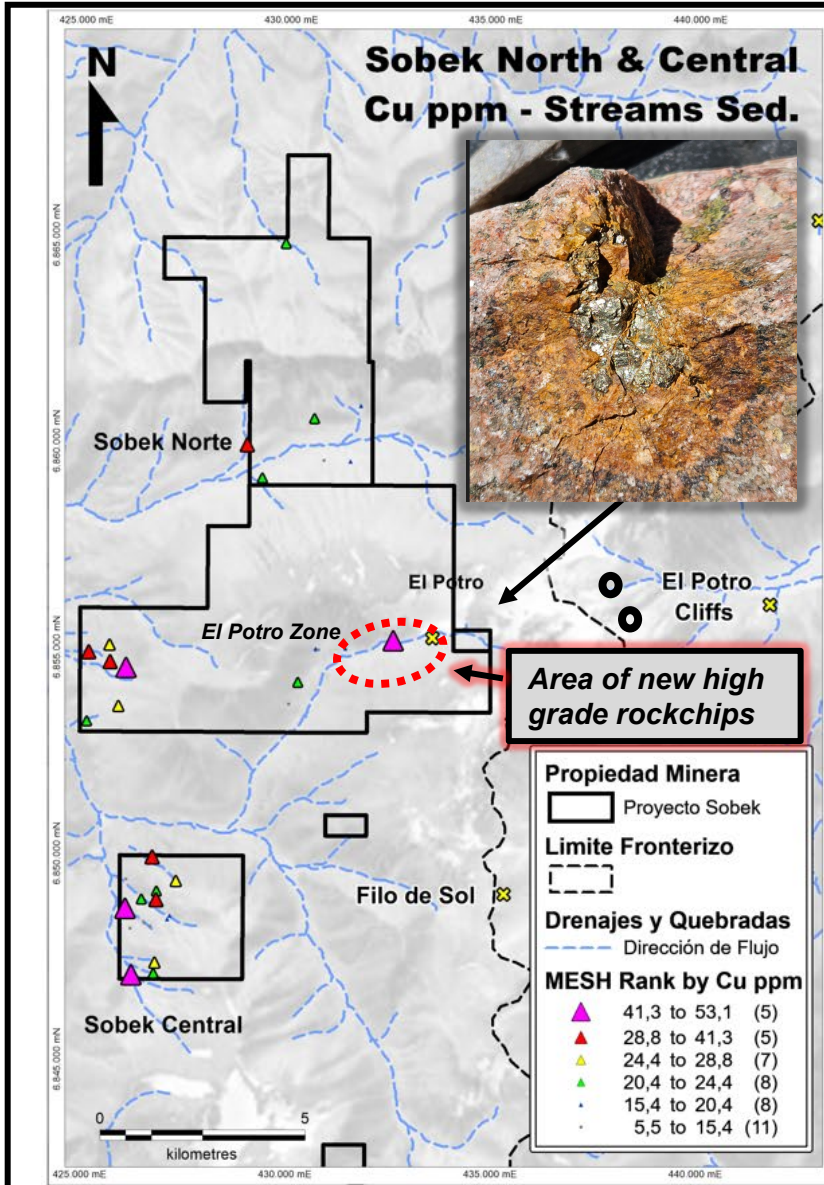 425.000 mE
430.000 mE
435.000 mE
440.000 mE
N
Sobek North & Central
Cu ppm - Streams Sed.
6.865.000 mN
Sobek Norte
6.860.000 mN
El Potro
El Potro Cliffs
El Potro Zone
6.855.000 mN
Area of new high
grade rockchips
Propiedad Minera
Proyecto Sobek
Limite Fronterizo
6.850.000 mN
Filo de Sol
Drenajes y Quebradas
Dirección de Flujo
MESH Rank by Cu ppm
41,3 to 53,1 (5)
28,8 to 41,3 (5)
24,4 to 28,8 (7)
20,4 to 24,4 (8)
15,4 to 20,4 (8)
5,5 to 15,4 (11)
Sobek Central
6.845.000 mN
0 5
kilometres
425.000 mE
430.000 mE
435.000 mE
440.000 mE